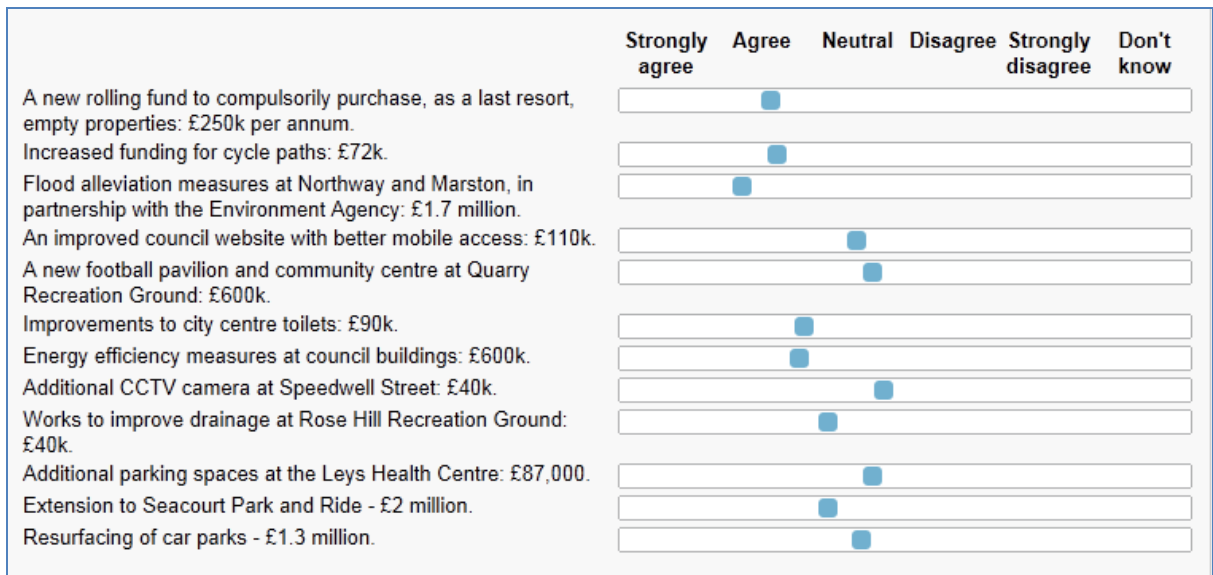 Strongly agree Agree Neutral Disagree Strongly disagree Don't know
A new rolling fund to compulsorily purchase, as a last resort,
empty properties: £250k per annum.
Increased funding for cycle paths: £72k.
Flood alleviation measures at Northway and Marston, in
partnership with the Environment Agency: £1.7 million.
An improved council website with better mobile access: £110k.
A new football pavilion and community centre at Quarry
Recreation Ground: £600k.
Improvements to city centre toilets: £90k.
Energy efficiency measures at council buildings: £600k.
Additional CCTV camera at Speedwell Street: £40k.
Works to improve drainage at Rose Hill Recreation Ground:
£40k.
Additional parking spaces at the Leys Health Centre: £87,000.
Extension to Seacourt Park and Ride - £2 million.
Resurfacing of car parks - £1.3 million.